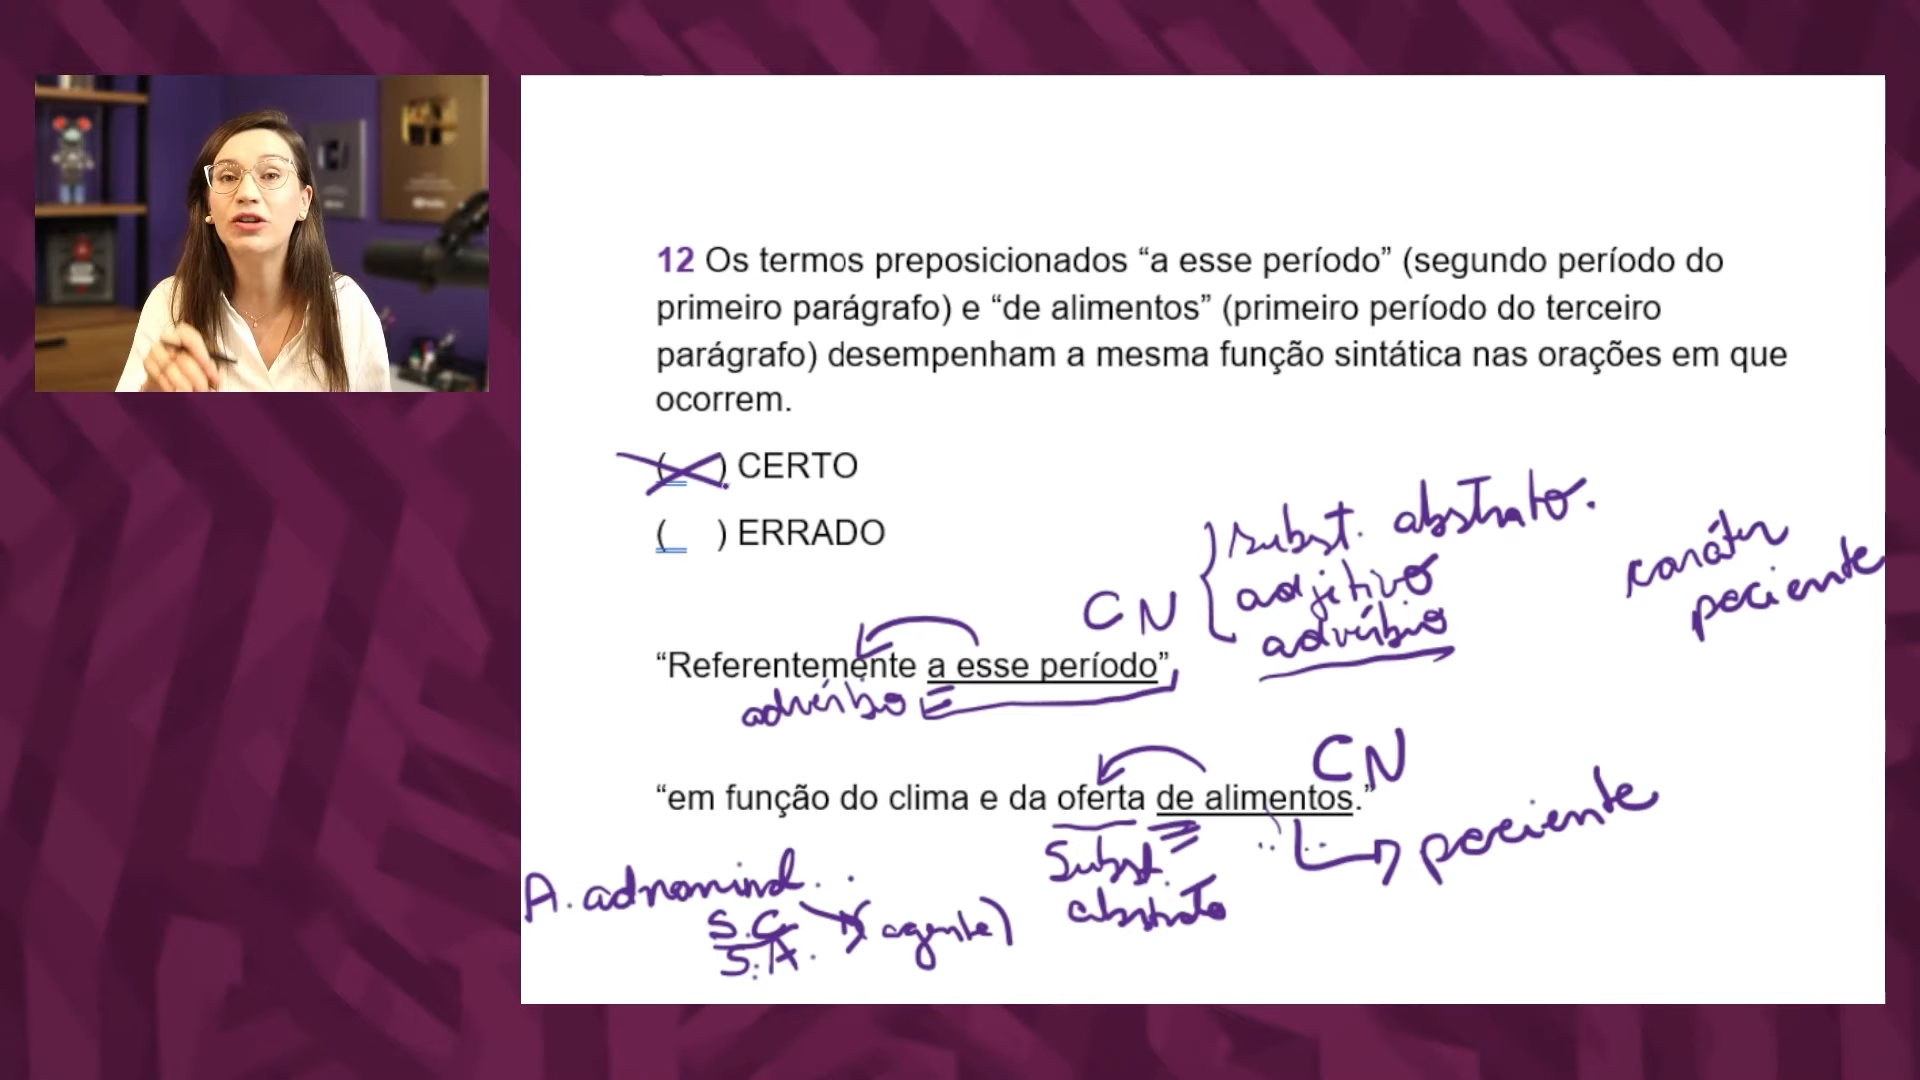 12 Os termos preposicionados “a esse período” (segundo período do
primeiro parágrafo) e “de alimentos” (primeiro período do terceiro
parágrafo) desempenham a mesma função sintática nas orações em que
ocorrem.
( ) CERTO
( ) ERRADO
CN
subst. abstrato.
adjetivo
advérbio
caráter
paciente
“Referentemente a esse período”
advérbio
CN
“em função do clima e da oferta de alimentos.”
Subst.
abstrato
paciente
A. adnominal.
S.C.
S.A.
(agente)